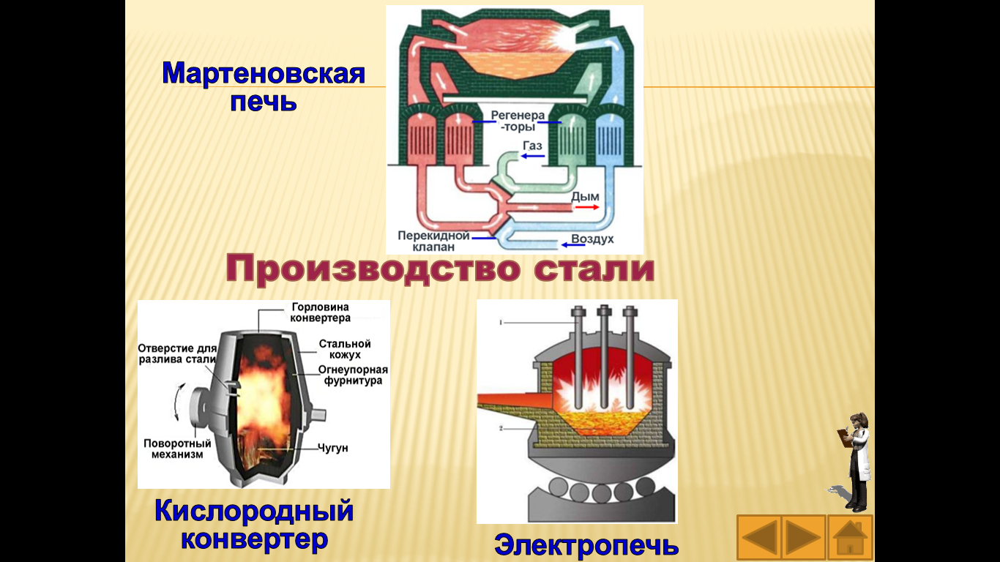 Мартеновская
печь
Регенера
-торы
Газ
Дым
Перекидной
клапан
Воздух
Производство стали
Горловина
конвертера
Отверстие для
разлива стали
Стальной
кожух
Огнеупорная
фурнитура
Поворотный
механизм
Чугун
Кислородный
конвертер
1
2
Электропечь